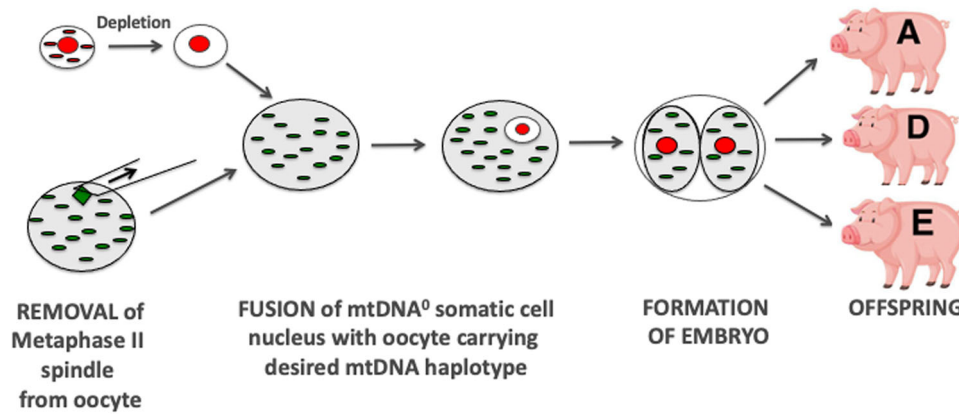 Depletion
A
D
E
REMOVAL of
Metaphase II
spindle
from oocyte
FUSION of mtDNA⁰ somatic cell
nucleus with oocyte carrying
desired mtDNA haplotype
FORMATION
OF EMBRYO
OFFSPRING